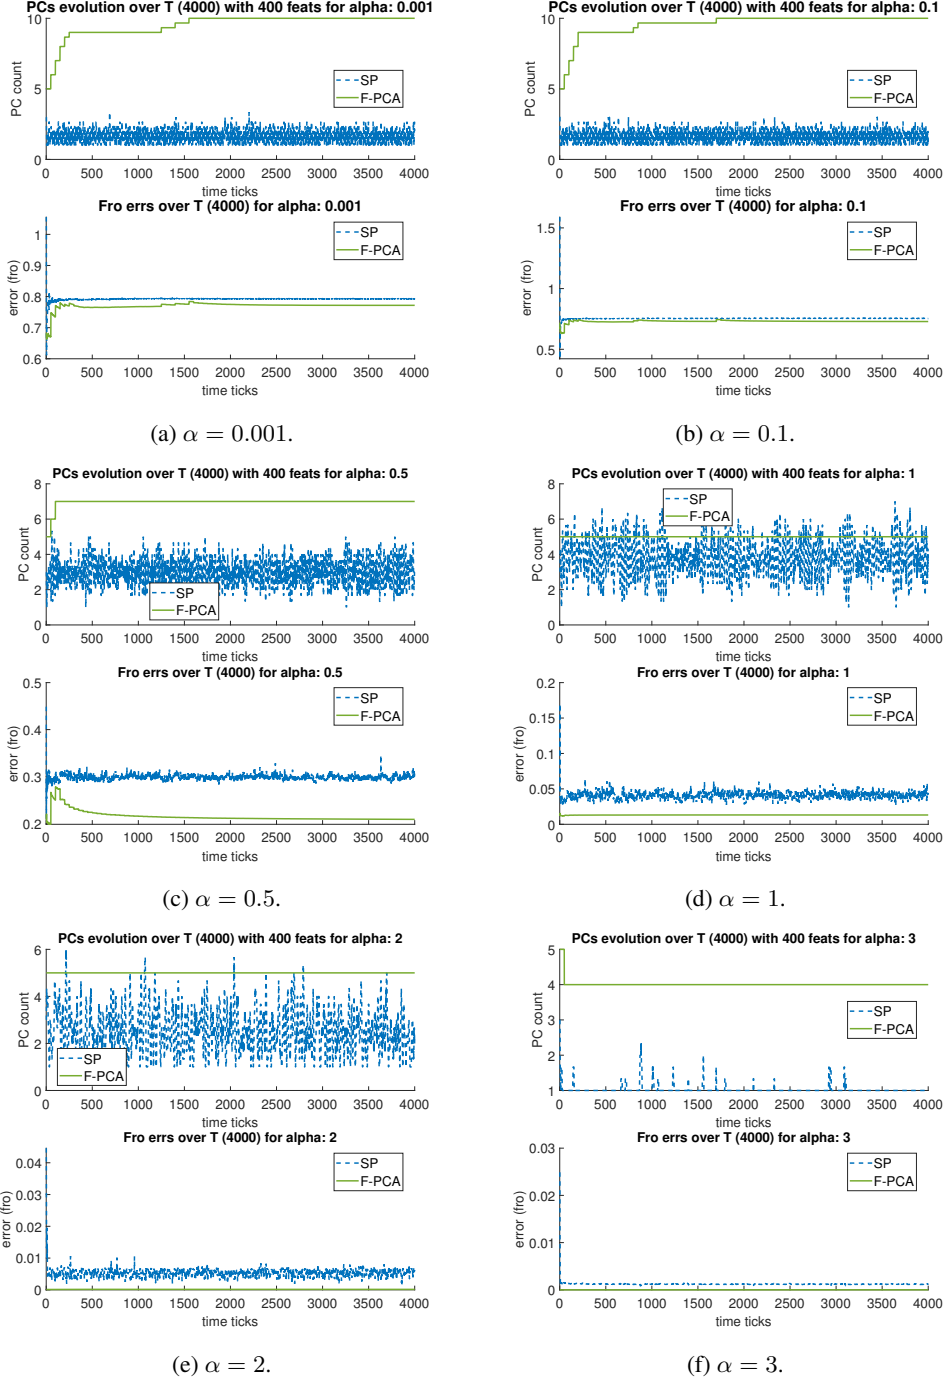 PCs evolution over T (4000) with 400 feats for alpha: 0.001
10
5
0
PC count
SP
F-PCA
0 500 1000 1500 2000 2500 3000 3500 4000
time ticks
Fro errs over T (4000) for alpha: 0.001
1
0.9
0.8
0.7
0.6
error (fro)
SP
F-PCA
0 500 1000 1500 2000 2500 3000 3500 4000
time ticks
(a) α = 0.001.
PCs evolution over T (4000) with 400 feats for alpha: 0.1
10
5
0
PC count
SP
F-PCA
0 500 1000 1500 2000 2500 3000 3500 4000
time ticks
Fro errs over T (4000) for alpha: 0.1
1.5
1
0.5
error (fro)
SP
F-PCA
0 500 1000 1500 2000 2500 3000 3500 4000
time ticks
(b) α = 0.1.
PCs evolution over T (4000) with 400 feats for alpha: 0.5
8
6
4
2
0
PC count
SP
F-PCA
0 500 1000 1500 2000 2500 3000 3500 4000
time ticks
Fro errs over T (4000) for alpha: 0.5
0.5
0.4
0.3
0.2
error (fro)
SP
F-PCA
0 500 1000 1500 2000 2500 3000 3500 4000
time ticks
(c) α = 0.5.
PCs evolution over T (4000) with 400 feats for alpha: 1
8
6
4
2
0
PC count
SP
F-PCA
0 500 1000 1500 2000 2500 3000 3500 4000
time ticks
Fro errs over T (4000) for alpha: 1
0.2
0.15
0.1
0.05
0
error (fro)
SP
F-PCA
0 500 1000 1500 2000 2500 3000 3500 4000
time ticks
(d) α = 1.
PCs evolution over T (4000) with 400 feats for alpha: 2
6
4
2
0
PC count
SP
F-PCA
0 500 1000 1500 2000 2500 3000 3500 4000
time ticks
Fro errs over T (4000) for alpha: 2
0.04
0.03
0.02
0.01
0
error (fro)
SP
F-PCA
0 500 1000 1500 2000 2500 3000 3500 4000
time ticks
(e) α = 2.
PCs evolution over T (4000) with 400 feats for alpha: 3
5
4
3
2
1
PC count
SP
F-PCA
0 500 1000 1500 2000 2500 3000 3500 4000
time ticks
Fro errs over T (4000) for alpha: 3
0.03
0.02
0.01
0
error (fro)
SP
F-PCA
0 500 1000 1500 2000 2500 3000 3500 4000
time ticks
(f) α = 3.